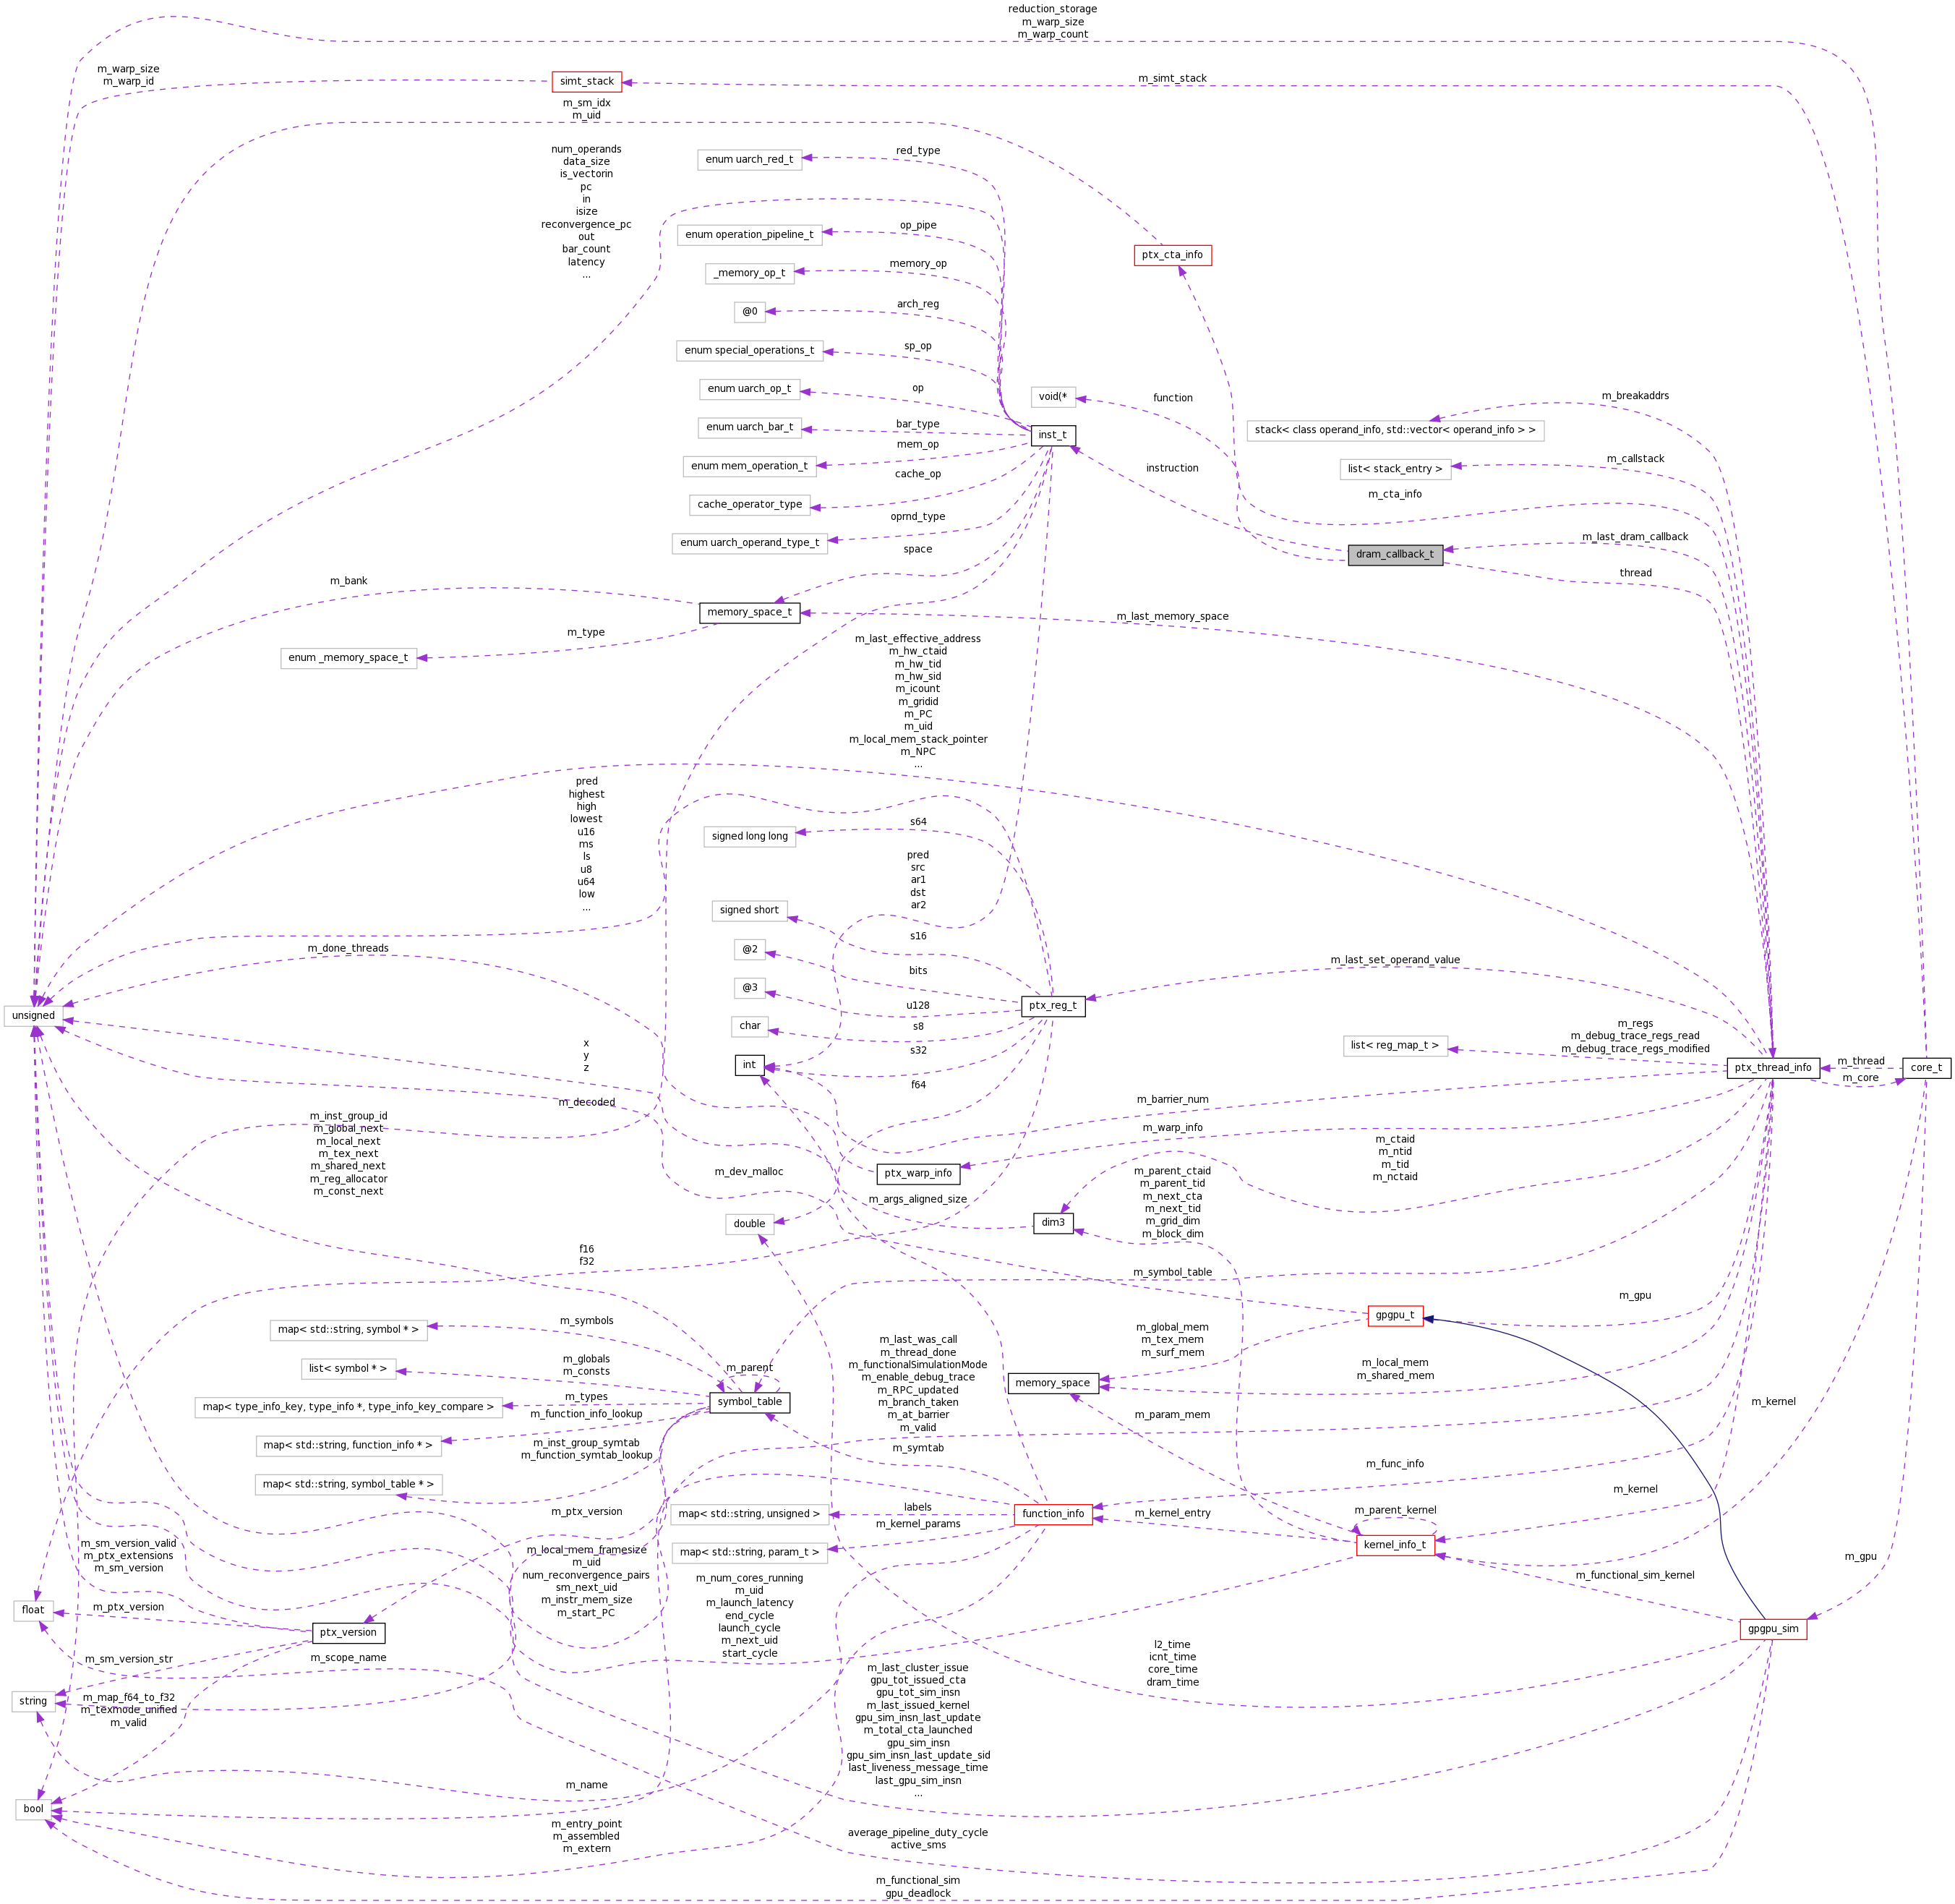 reduction_storage
m_warp_size
m_warp_count
m_warp_size
m_warp_id
simt_stack
m_simt_stack
m_sm_idx
m_uid
num_operands
data_size
is_vectorin
pc
in
isize
reconvergence_pc
out
bar_count
latency
...
enum uarch_red_t
red_type
enum operation_pipeline_t
op_pipe
ptx_cta_info
_memory_op_t
memory_op
@0
arch_reg
enum special_operations_t
sp_op
enum uarch_op_t
op
void(*
function
m_breakaddrs
enum uarch_bar_t
bar_type
inst_t
stack< class operand_info, std::vector< operand_info > >
enum mem_operation_t
mem_op
instruction
list< stack_entry >
m_callstack
cache_operator_type
cache_op
m_cta_info
enum uarch_operand_type_t
oprnd_type
space
dram_callback_t
m_last_dram_callback
thread
m_bank
memory_space_t
m_last_memory_space
m_type
enum _memory_space_t
m_last_effective_address
m_hw_ctaid
m_hw_tid
m_hw_sid
m_icount
m_gridid
m_PC
m_uid
m_local_mem_stack_pointer
m_NPC
...
pred
highest
high
lowest
u16
ms
ls
u8
u64
low
...
signed long long
s64
pred
src
ar1
dst
ar2
signed short
s16
m_done_threads
@2
bits
m_last_set_operand_value
@3
u128
ptx_reg_t
unsigned
char
s8
x
y
z
int
s32
list< reg_map_t >
m_regs
m_debug_trace_regs_read
m_debug_trace_regs_modified
ptx_thread_info
m_thread
m_core
core_t
f64
m_decoded
m_barrier_num
m_inst_group_id
m_global_next
m_local_next
m_tex_next
m_shared_next
m_reg_allocator
m_const_next
m_warp_info
m_dev_malloc
ptx_warp_info
m_ctaid
m_ntid
m_tid
m_nctaid
m_args_aligned_size
m_parent_ctaid
m_parent_tid
m_next_cta
m_next_tid
m_grid_dim
m_block_dim
double
dim3
f16
f32
m_symbol_table
m_gpu
gpgpu_t
map< std::string, symbol * >
m_symbols
m_global_mem
m_tex_mem
m_surf_mem
list< symbol * >
m_globals
m_consts
m_parent
m_last_was_call
m_thread_done
m_functionalSimulationMode
m_enable_debug_trace
m_RPC_updated
m_branch_taken
m_at_barrier
m_valid
memory_space
m_local_mem
m_shared_mem
map< type_info_key, type_info *, type_info_key_compare >
m_types
symbol_table
m_param_mem
m_kernel
map< std::string, function_info * >
m_function_info_lookup
m_symtab
m_inst_group_symtab
m_function_symtab_lookup
m_func_info
map< std::string, symbol_table * >
m_kernel
m_ptx_version
map< std::string, unsigned >
labels
function_info
m_kernel_entry
m_parent_kernel
m_kernel_params
map< std::string, param_t >
kernel_info_t
m_gpu
m_sm_version_valid
m_ptx_extensions
m_sm_version
m_local_mem_framesize
m_uid
num_reconvergence_pairs
sm_next_uid
m_instr_mem_size
m_start_PC
m_num_cores_running
m_uid
m_launch_latency
end_cycle
launch_cycle
m_next_uid
start_cycle
m_functional_sim_kernel
float
m_ptx_version
ptx_version
gpgpu_sim
m_sm_version_str
m_scope_name
l2_time
icnt_time
core_time
dram_time
string
m_map_f64_to_f32
m_texmode_unified
m_valid
m_last_cluster_issue
gpu_tot_issued_cta
gpu_tot_sim_insn
m_last_issued_kernel
gpu_sim_insn_last_update
m_total_cta_launched
gpu_sim_insn
gpu_sim_insn_last_update_sid
last_liveness_message_time
last_gpu_sim_insn
...
m_name
bool
m_entry_point
m_assembled
m_extern
average_pipeline_duty_cycle
active_sms
m_functional_sim
gpu_deadlock